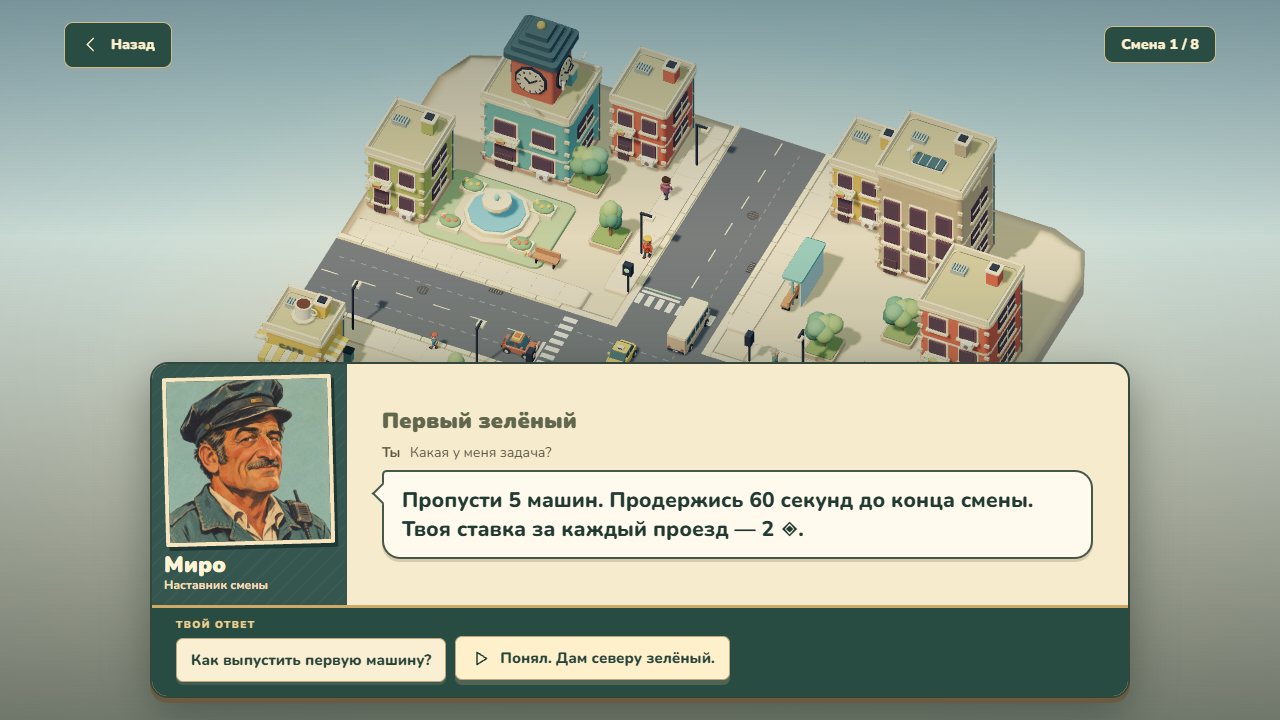 Назад
Смена 1 / 8
CAFE
Первый зелёный
Ты Какая у меня задача?
Пропусти 5 машин. Продержись 60 секунд до конца смены.
Твоя ставка за каждый проезд — 2 ◈.
Миро
Наставник смены
ТВОЙ ОТВЕТ
Как выпустить первую машину?
Понял. Дам северу зелёный.